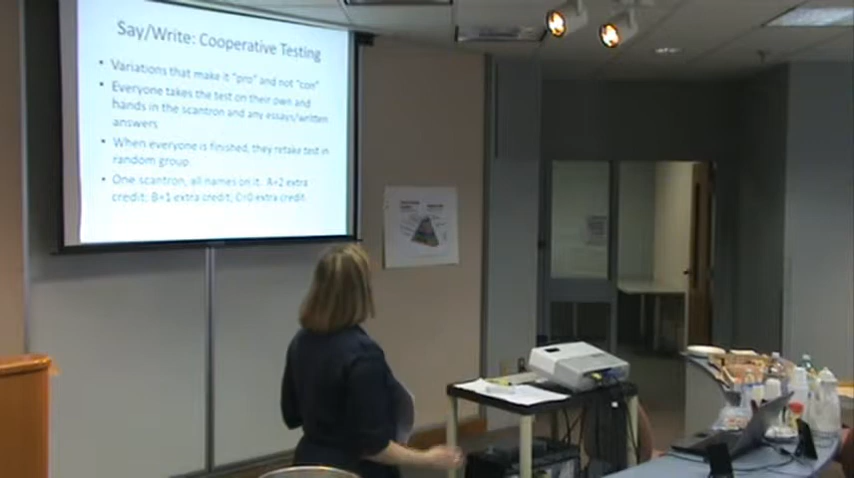 Say/Write: Cooperative Testing
• Variations that make it "pro" and not "con"
• Everyone takes the test on their own and
hands in the scantron and any essays/written
answers
• When everyone is finished, they retake test in
random group
• One scantron, all names on it. A+2 extra
credit; B+1 extra credit; C+0 extra credit